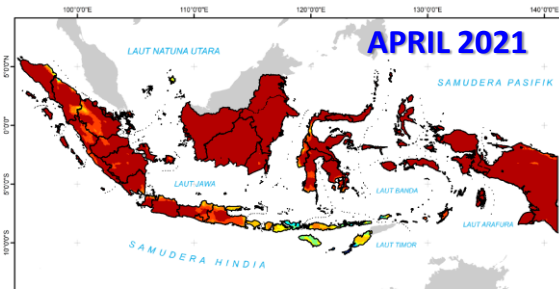 100°0'0"E 110°0'0"E 120°0'0"E 130°0'0"E 140°0'0"E
APRIL 2021
LAUT NATUNA UTARA
SAMUDERA PASIFIK
5°0'0"N
0°0'0"
5°0'0"S
10°0'0"S
LAUT JAWA
LAUT BANDA
LAUT ARAFURA
LAUT TIMOR
SAMUDERA HINDIA